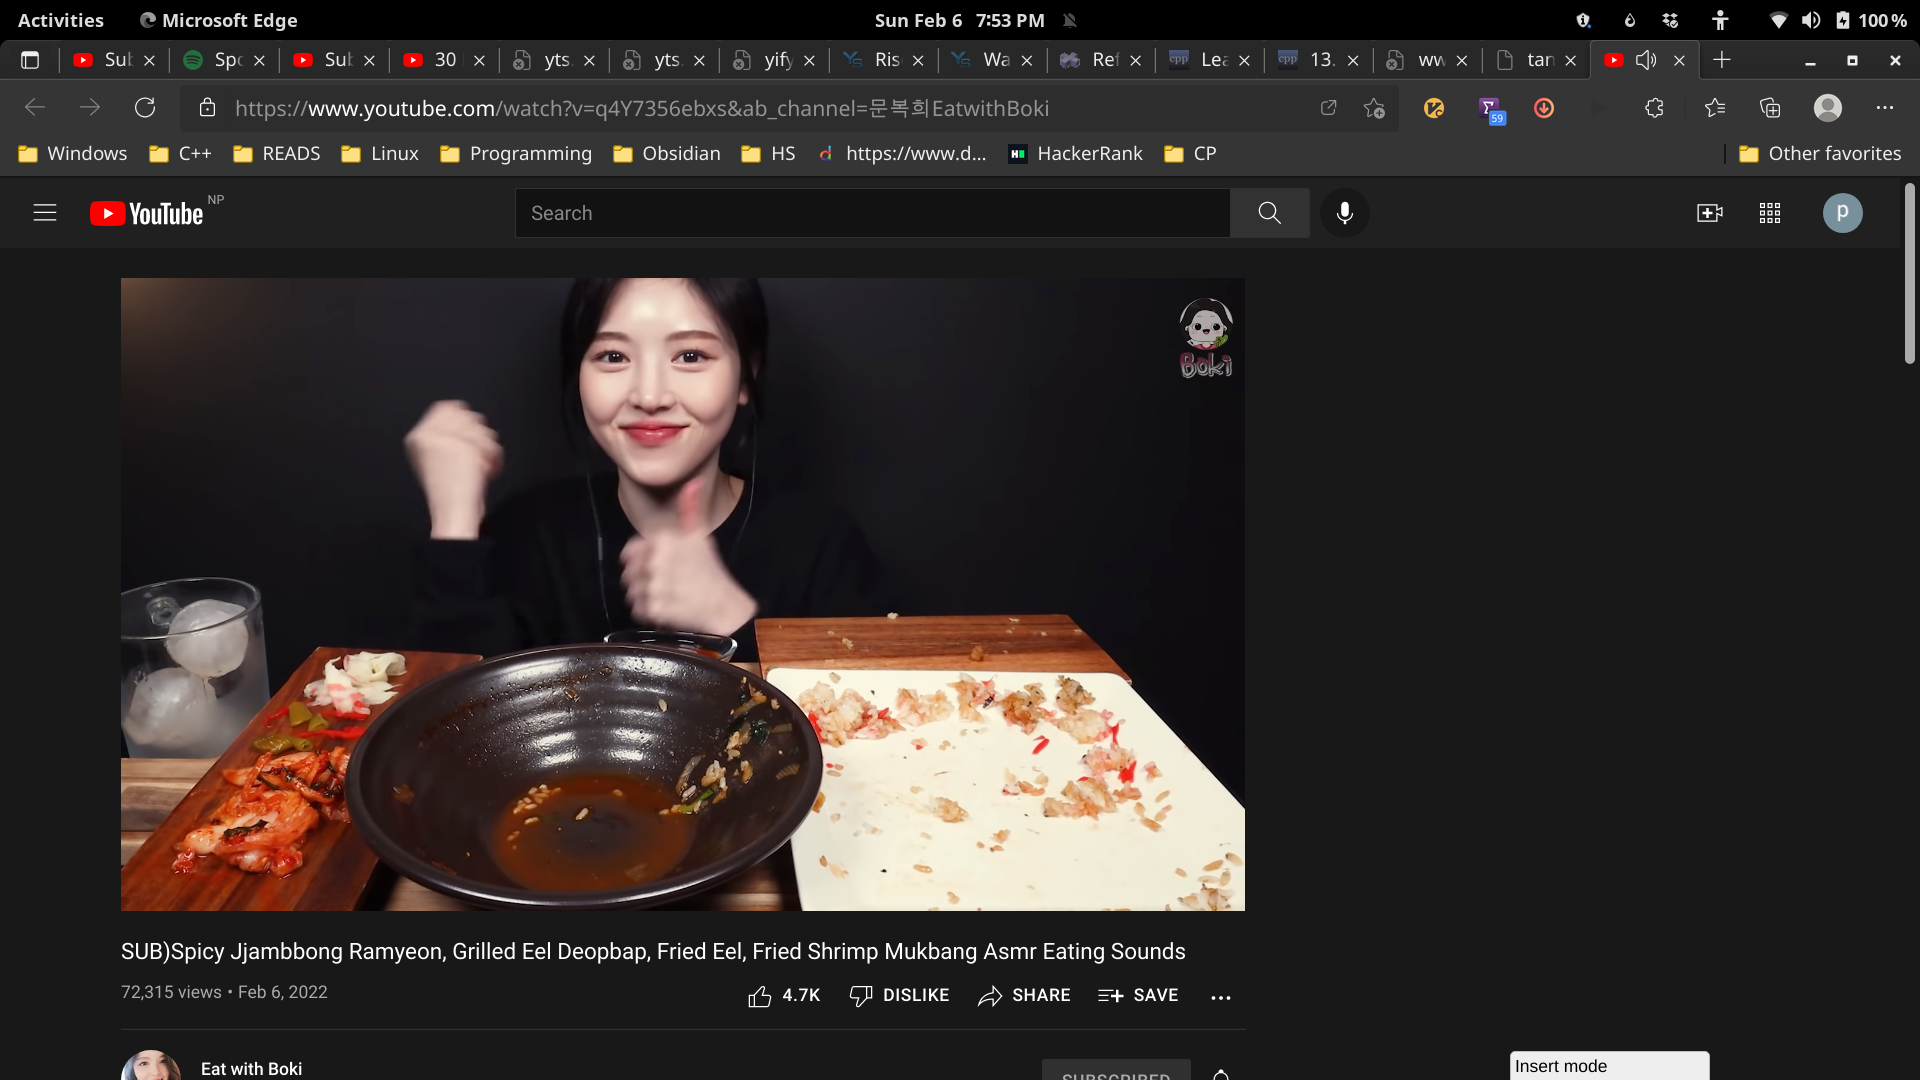 Activities Microsoft Edge Sun Feb 6 7:53 PM 100 %
Sub Spo Sub 30 yts. yts. yify Ris Wa Ref Lea 13. ww tan
https://www.youtube.com/watch?v=q4Y7356ebxs&ab_channel=문복희EatwithBoki 59
Windows C++ READS Linux Programming Obsidian HS https://www.d... HackerRank CP Other favorites
YouTube NP Search p
Boki
SUB)Spicy Jjambbong Ramyeon, Grilled Eel Deopbap, Fried Eel, Fried Shrimp Mukbang Asmr Eating Sounds
72,315 views • Feb 6, 2022 4.7K DISLIKE SHARE SAVE
Eat with Boki SUBSCRIBED
Insert mode